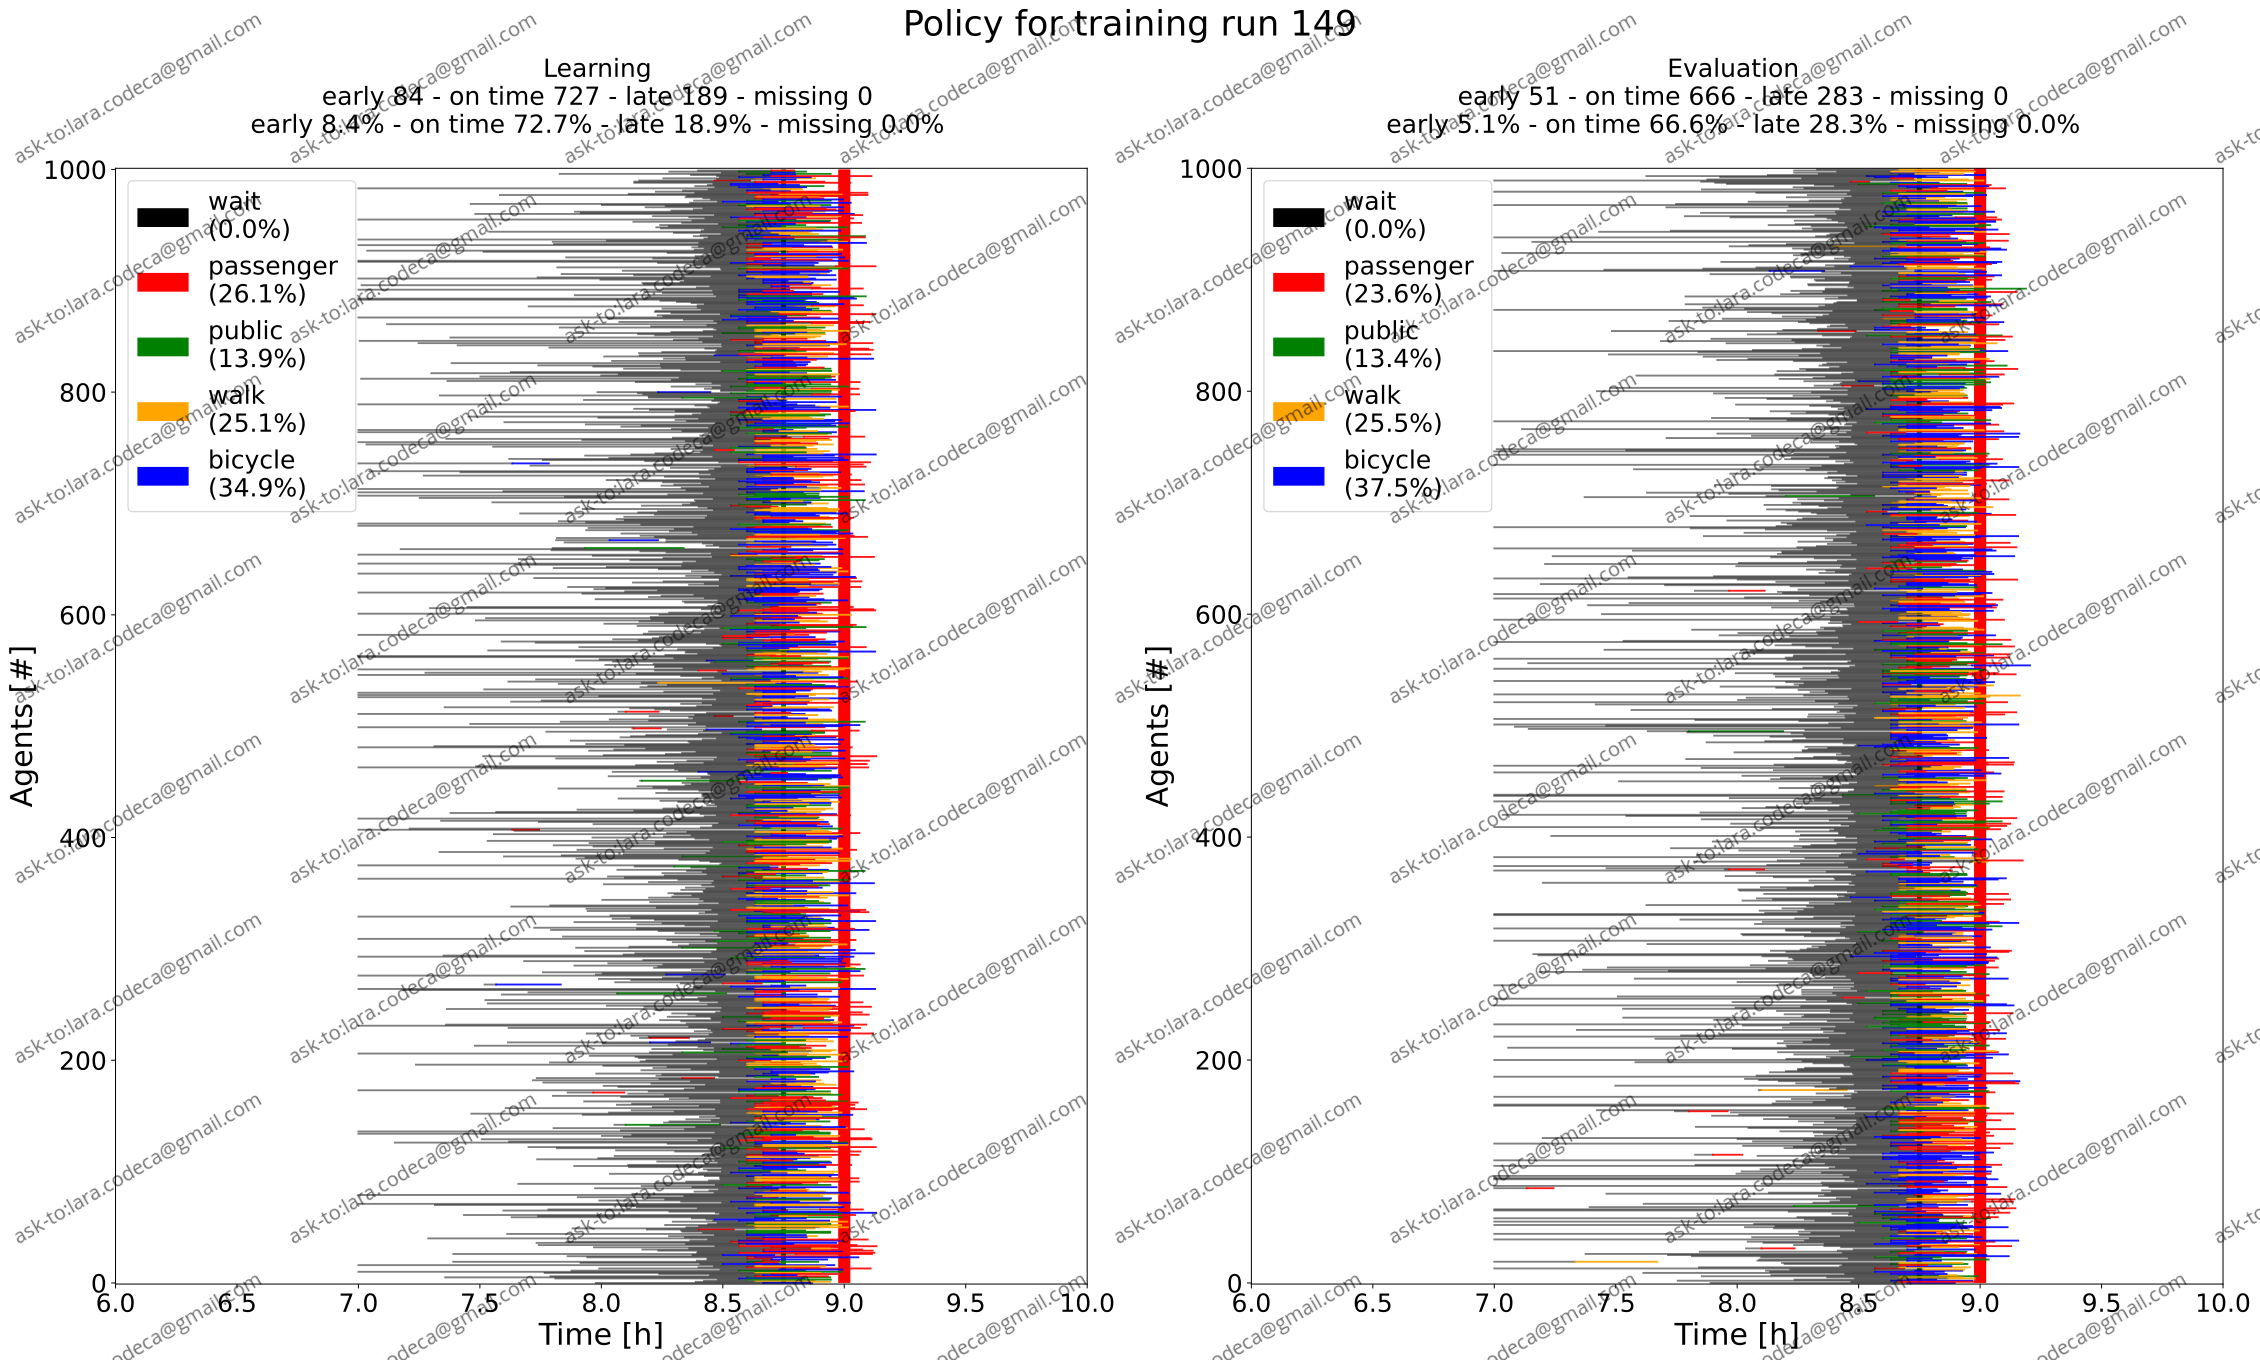 Policy for training run 149
Learning
early 84 - on time 727 - late 189 - missing 0
early 8.4% - on time 72.7% - late 18.9% - missing 0.0%
1000
800
600
400
200
0
Agents [#]
wait
(0.0%)
passenger
(26.1%)
public
(13.9%)
walk
(25.1%)
bicycle
(34.9%)
6.0 6.5 7.0 7.5 8.0 8.5 9.0 9.5 10.0
Time [h]
Evaluation
early 51 - on time 666 - late 283 - missing 0
early 5.1% - on time 66.6% - late 28.3% - missing 0.0%
1000
800
600
400
200
0
Agents [#]
wait
(0.0%)
passenger
(23.6%)
public
(13.4%)
walk
(25.5%)
bicycle
(37.5%)
6.0 6.5 7.0 7.5 8.0 8.5 9.0 9.5 10.0
Time [h]
ask-to:lara.codeca@gmail.com